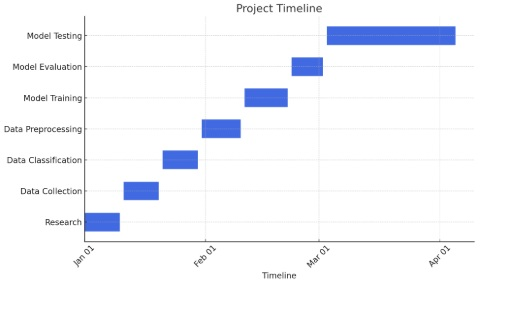 Project Timeline
Model Testing
Model Evaluation
Model Training
Data Preprocessing
Data Classification
Data Collection
Research
Jan 01
Feb 01
Mar 01
Apr 01
Timeline